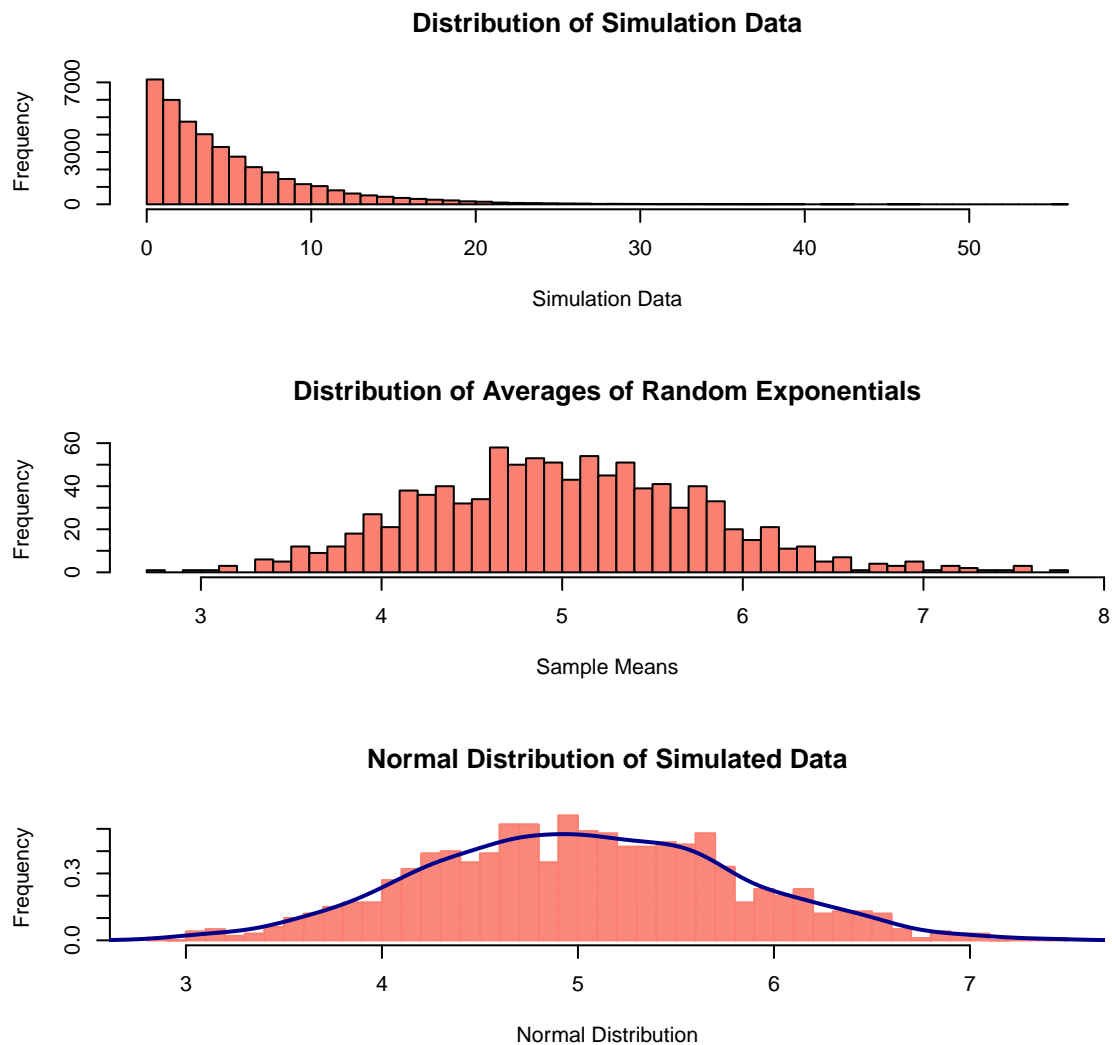 Distribution of Simulation Data
Frequency
0 3000 7000
0 10 20 30 40 50
Simulation Data
Distribution of Averages of Random Exponentials
Frequency
0 20 40 60
3 4 5 6 7 8
Sample Means
Normal Distribution of Simulated Data
Frequency
0.0 0.3
3 4 5 6 7
Normal Distribution